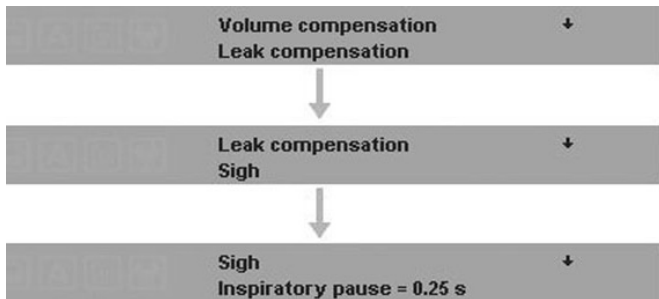 Volume compensation
Leak compensation
Leak compensation
Sigh
Sigh
Inspiratory pause = 0.25 s